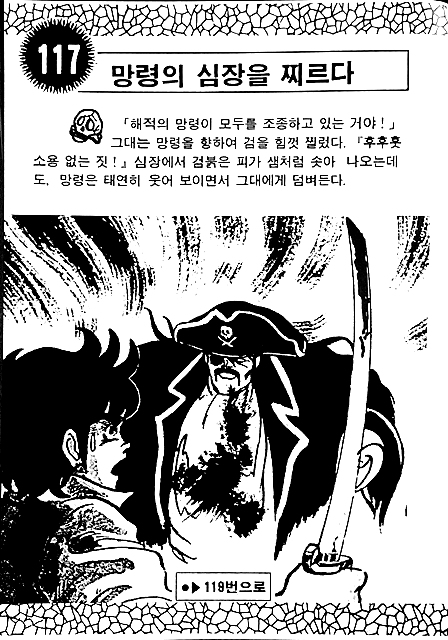 117
망령의 심장을 찌르다
「해적의 망령이 모두를 조종하고 있는 거야!」
그대는 망령을 향하여 검을 힘껏 찔렀다. 『후후훗
소용 없는 짓!』 심장에서 검붉은 피가 샘처럼 솟아 나오는데
도, 망령은 태연히 웃어 보이면서 그대에게 덤벼든다.
●▶ 119번으로